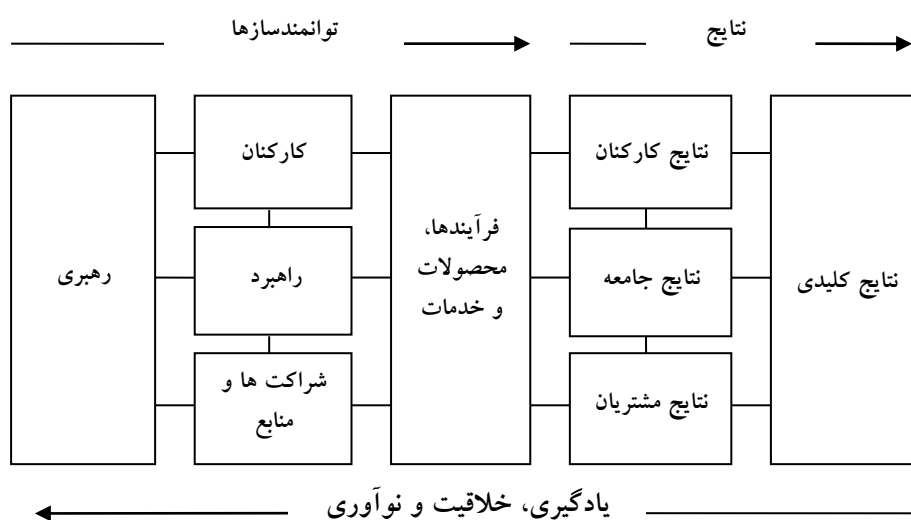 توانمندسازها
نتایج
رهبری
کارکنان
راهبرد
شراکت ها و
منابع
فرآیندها،
محصولات
و خدمات
نتایج کارکنان
نتایج جامعه
نتایج مشتریان
نتایج کلیدی
یادگیری، خلاقیت و نوآوری